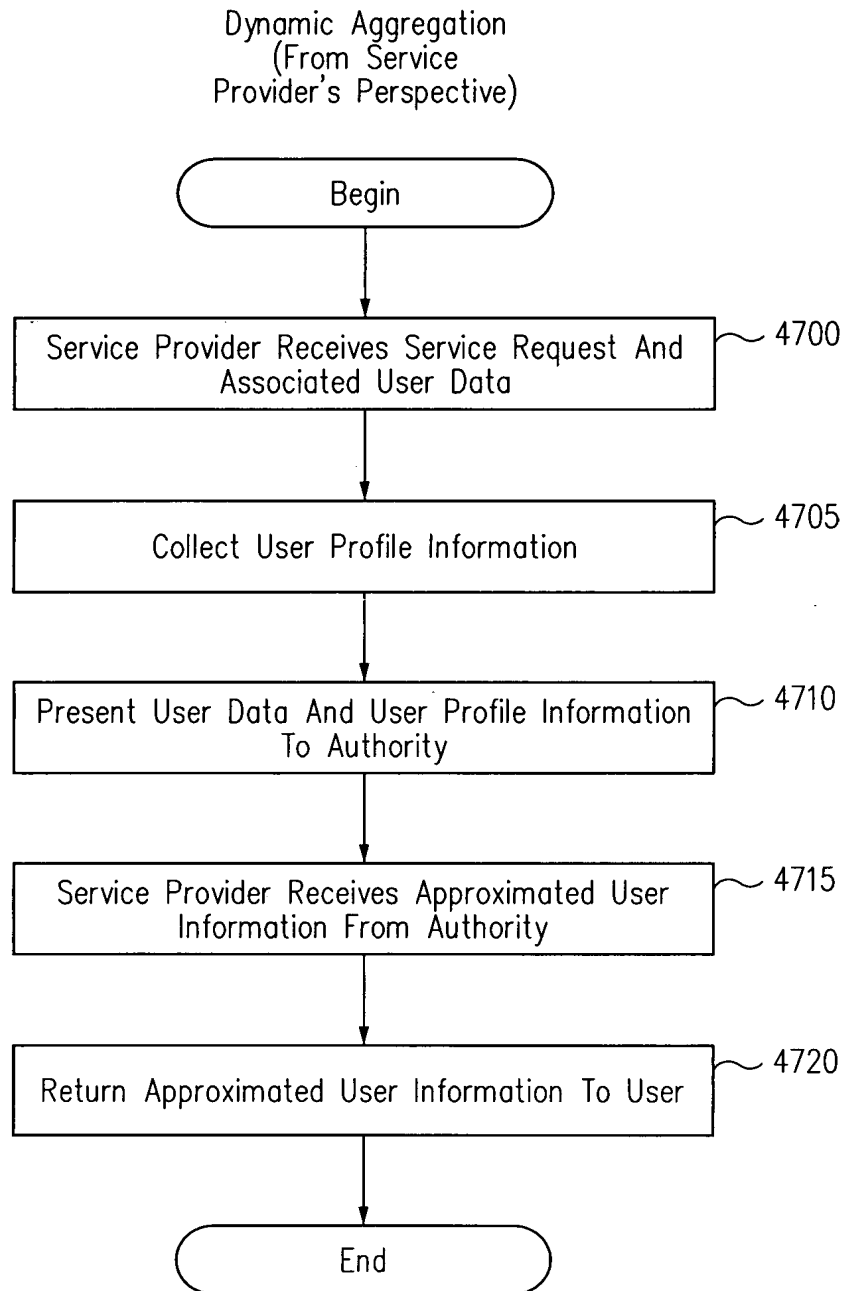 Dynamic Aggregation
(From Service
Provider's Perspective)
Begin
Service Provider Receives Service Request And
Associated User Data
4700
Collect User Profile Information
4705
Present User Data And User Profile Information
To Authority
4710
Service Provider Receives Approximated User
Information From Authority
4715
Return Approximated User Information To User
4720
End